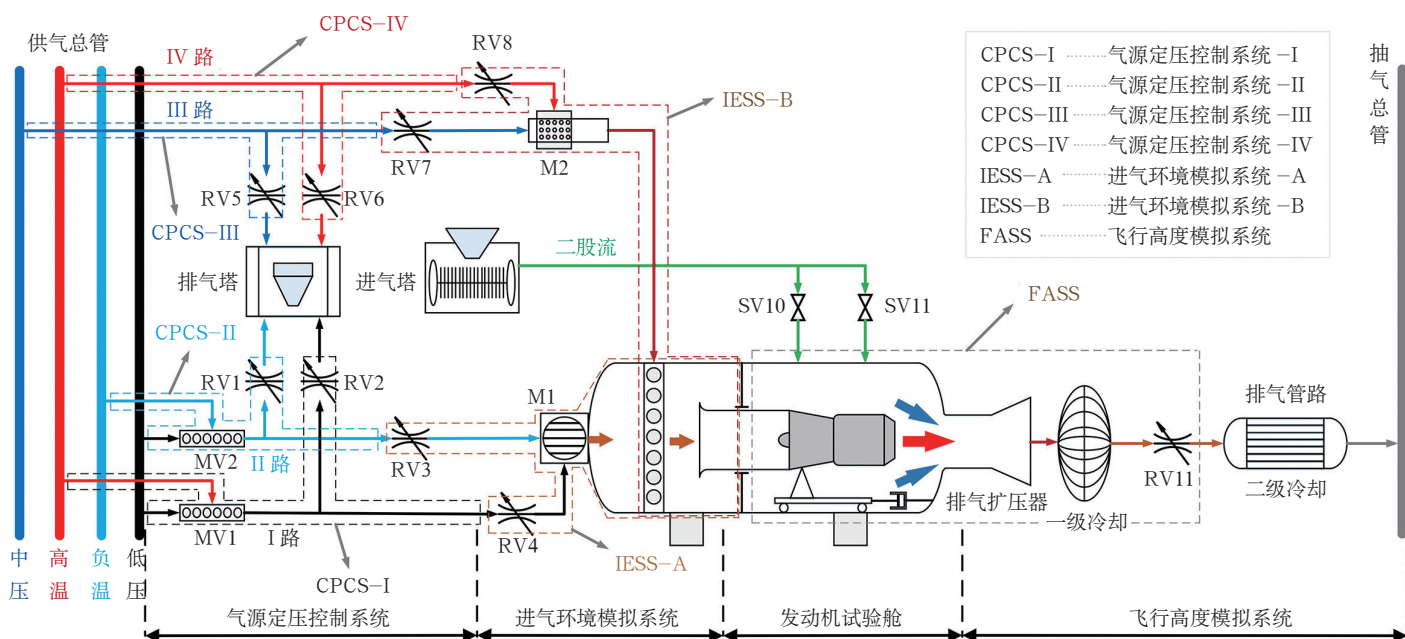 供气总管
CPCS-IV
IV 路
RV8
III 路
IESS-B
RV7
M2
RV5
RV6
CPCS-III
CPCS-I 气源定压控制系统 -I
CPCS-II 气源定压控制系统 -II
CPCS-III 气源定压控制系统 -III
CPCS-IV 气源定压控制系统 -IV
IESS-A 进气环境模拟系统 -A
IESS-B 进气环境模拟系统 -B
FASS 飞行高度模拟系统
抽气总管
二股流
排气塔
进气塔
SV10
SV11
FASS
CPCS-II
RV1
RV2
M1
排气管路
MV2
II 路
RV3
RV11
二级冷却
排气扩压器
一级冷却
MV1
I 路
RV4
IESS-A
CPCS-I
中压
高温
负温
低压
气源定压控制系统
进气环境模拟系统
发动机试验舱
飞行高度模拟系统